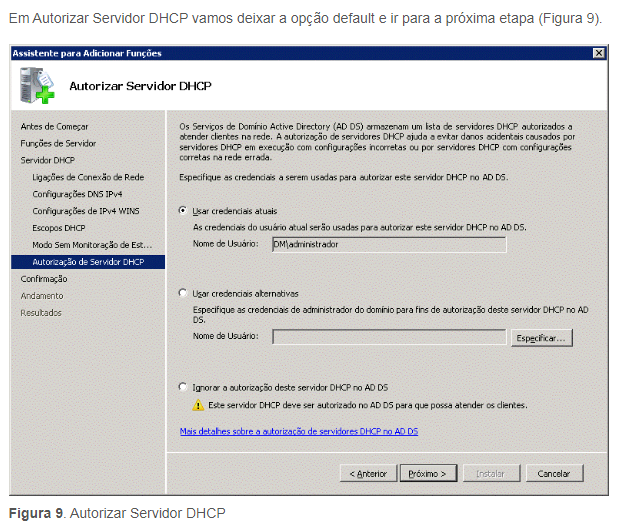 Em Autorizar Servidor DHCP vamos deixar a opção default e ir para a próxima etapa (Figura 9).
Assistente para Adicionar Funções
Autorizar Servidor DHCP
Antes de Começar
Funções de Servidor
Servidor DHCP
Ligações de Conexão de Rede
Configurações DNS IPv4
Configurações de IPv4 WINS
Escopos DHCP
Modo Sem Monitoração de Est...
Autorização de Servidor DHCP
Confirmação
Andamento
Resultados
Os Serviços de Domínio Active Directory (AD DS) armazenam um lista de servidores DHCP autorizados a
atender clientes na rede. A autorização de servidores DHCP ajuda a evitar danos acidentais causados por
servidores DHCP em execução com configurações incorretas ou por servidores DHCP com configurações
corretas na rede errada.
Especifique as credenciais a serem usadas para autorizar este servidor DHCP no AD DS.
Usar credenciais atuais
As credenciais do usuário atual serão usadas para autorizar este servidor DHCP no AD DS.
Nome de Usuário: DM\administrador
Usar credenciais alternativas
Especifique as credenciais de administrador do domínio para fins de autorização deste servidor DHCP no AD
DS.
Nome de Usuário: Especificar...
Ignorar a autorização deste servidor DHCP no AD DS
Este servidor DHCP deve ser autorizado no AD DS para que possa atender os clientes.
Mais detalhes sobre a autorização de servidores DHCP no AD DS
< Anterior Próximo > Instalar Cancelar
Figura 9. Autorizar Servidor DHCP